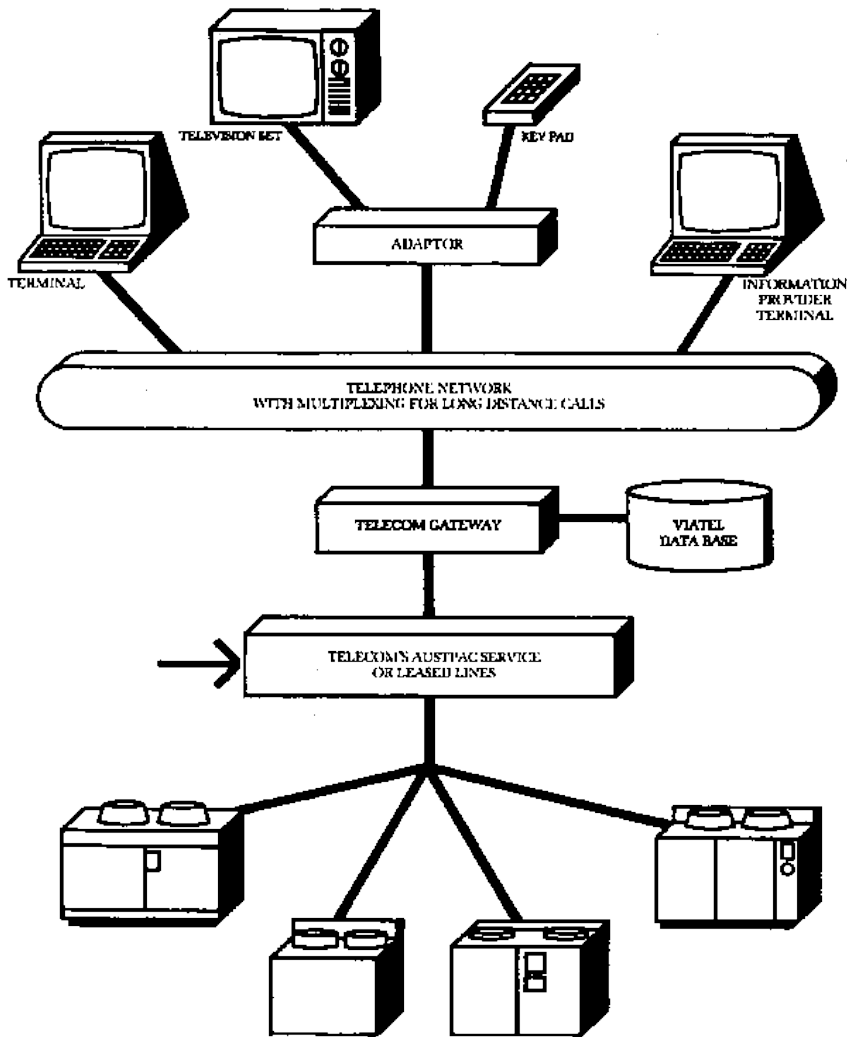 TELEVISION SET
KEY PAD
ADAPTOR
TERMINAL
INFORMATION
PROVIDER
TERMINAL
TELEPHONE NETWORK
WITH MULTIPLEXING FOR LONG DISTANCE CALLS
TELECOM GATEWAY
VIATEL
DATA BASE
TELECOM'S AUSTPAC SERVICE
OR LEASED LINES